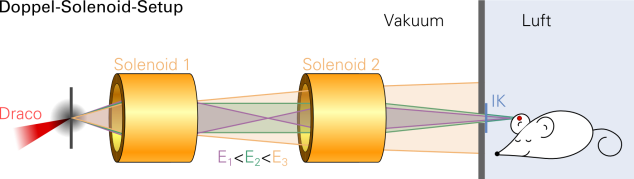 Doppel-Solenoid-Setup
Vakuum
Luft
Solenoid 1
Solenoid 2
Draco
IK
E₁<E₂<E₃